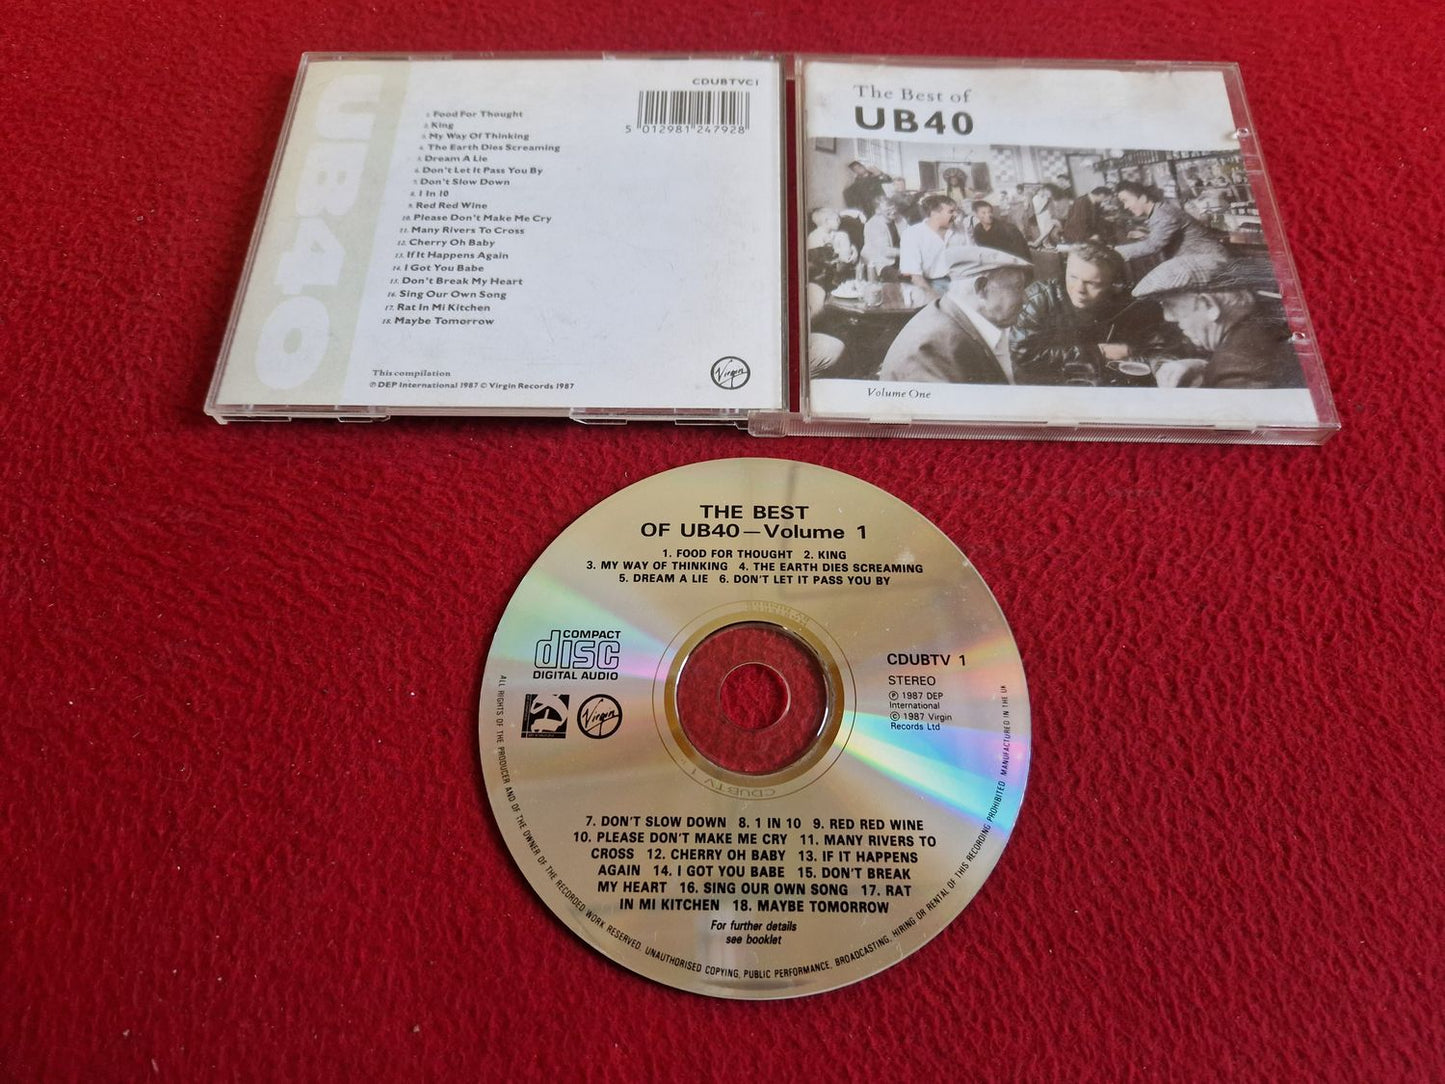 UB40
CDUBTVC1
5 012981 247928
1. Food For Thought
2. King
3. My Way Of Thinking
4. The Earth Dies Screaming
5. Dream A Lie
6. Don't Let It Pass You By
7. Don't Slow Down
8. 1 In 10
9. Red Red Wine
10. Please Don't Make Me Cry
11. Many Rivers To Cross
12. Cherry Oh Baby
13. If It Happens Again
14. I Got You Babe
15. Don't Break My Heart
16. Sing Our Own Song
17. Rat In Mi Kitchen
18. Maybe Tomorrow
This compilation
℗ DEP International 1987 © Virgin Records 1987
Virgin
The Best of
UB40
Volume One
THE BEST
OF UB40—Volume 1
1. FOOD FOR THOUGHT 2. KING
3. MY WAY OF THINKING 4. THE EARTH DIES SCREAMING
5. DREAM A LIE 6. DON'T LET IT PASS YOU BY
COMPACT
disc
DIGITAL AUDIO
Virgin
CDUBTV 1
STEREO
℗ 1987 DEP
International
© 1987 Virgin
Records Ltd
CDUBTV 1
7. DON'T SLOW DOWN 8. 1 IN 10 9. RED RED WINE
10. PLEASE DON'T MAKE ME CRY 11. MANY RIVERS TO
CROSS 12. CHERRY OH BABY 13. IF IT HAPPENS
AGAIN 14. I GOT YOU BABE 15. DON'T BREAK
MY HEART 16. SING OUR OWN SONG 17. RAT
IN MI KITCHEN 18. MAYBE TOMORROW
For further details
see booklet
ALL RIGHTS OF THE PRODUCER AND OF THE OWNER OF THE RECORDED WORK RESERVED. UNAUTHORISED COPYING, PUBLIC PERFORMANCE, BROADCASTING, HIRING OR RENTAL OF THIS RECORDING PROHIBITED. MANUFACTURED IN THE UK